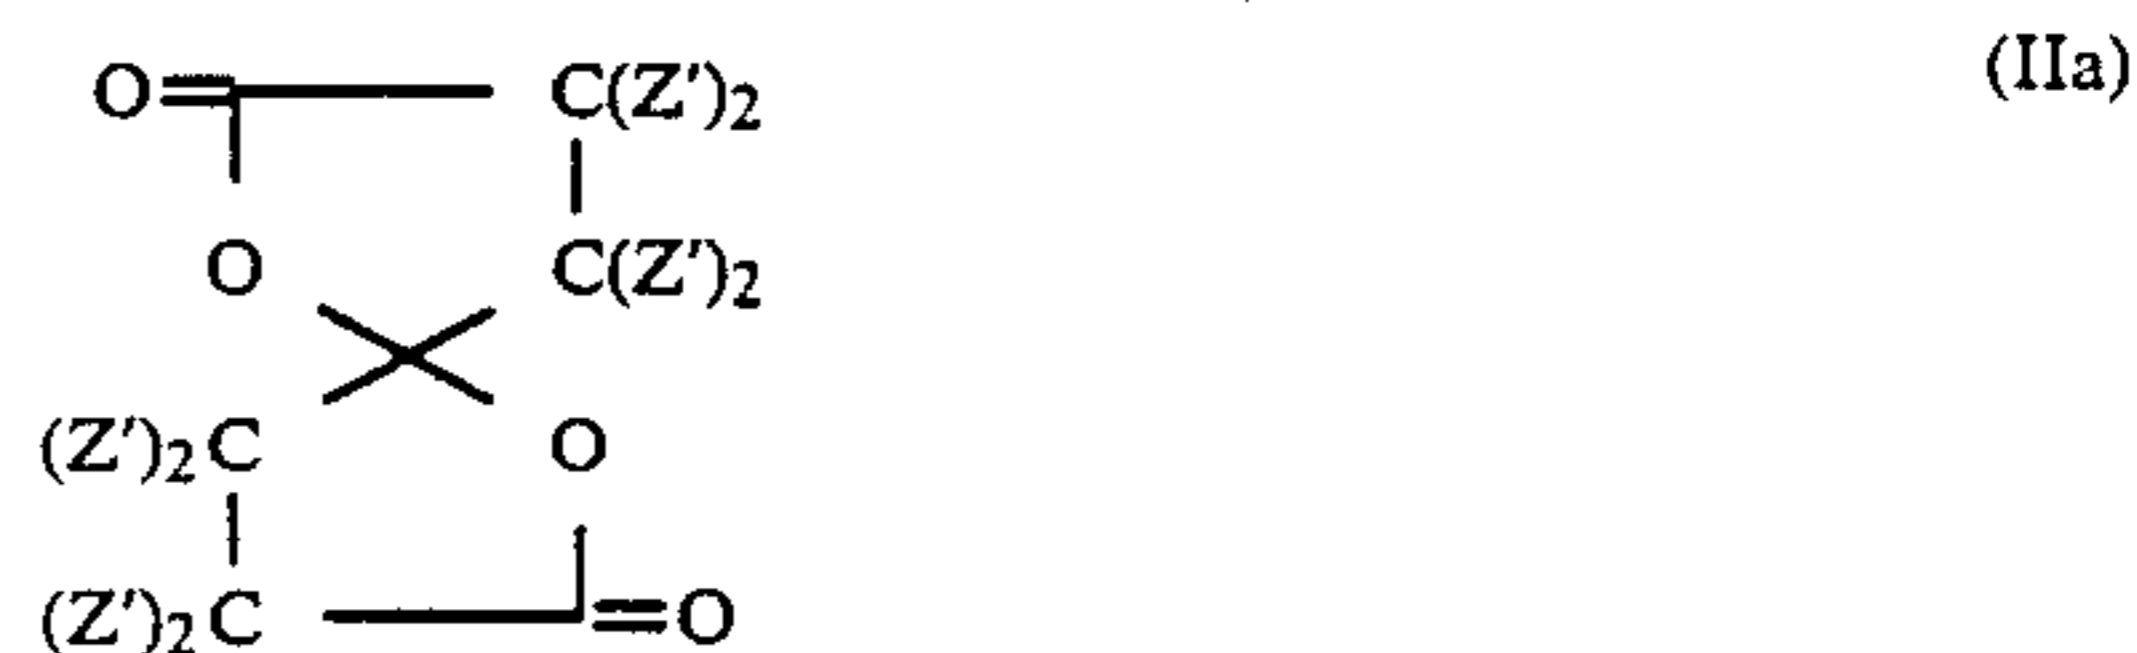 (IIa)
O= C(Z')2
O C(Z')2
(Z')2C O
(Z')2C =O